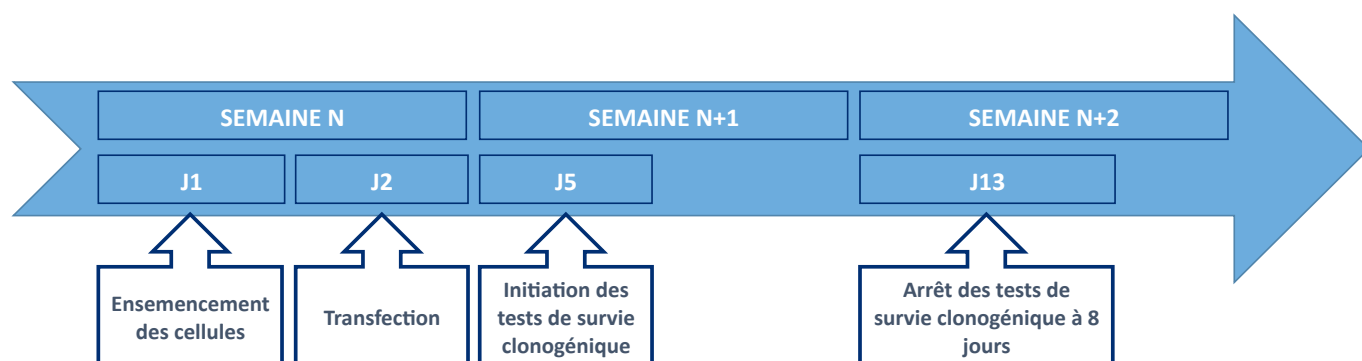 SEMAINE N
SEMAINE N+1
SEMAINE N+2
J1
J2
J5
J13
Ensemencement
des cellules
Transfection
Initiation des
tests de survie
clonogénique
Arrêt des tests de
survie clonogénique à 8
jours